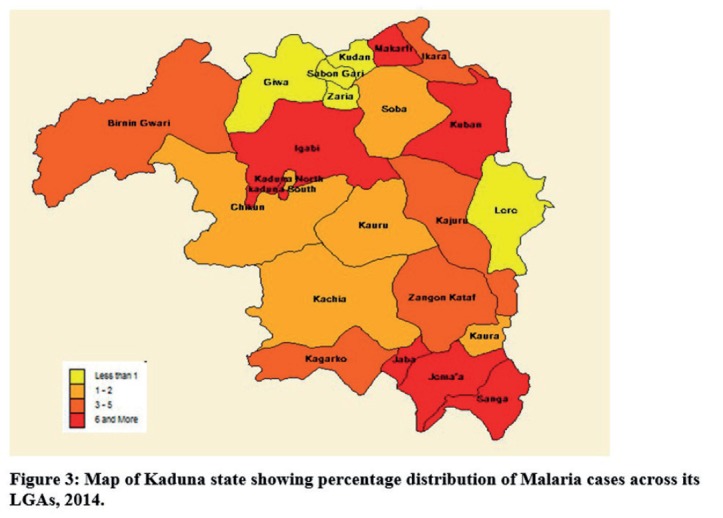 Kudan
Makarfi
Ikara
Sabon Gari
Giwa
Zaria
Soba
Birnin Gwari
Kuban
Igabi
Kaduna North
kaduna South
Chikun
Lere
Kauru
Kajuru
Kachia
Zangon Kataf
Kaura
Kagarko
Jaba
Jema'a
Sanga
Less than 1
1 - 2
3 - 5
6 and More
Figure 3: Map of Kaduna state showing percentage distribution of Malaria cases across its
LGAs, 2014.